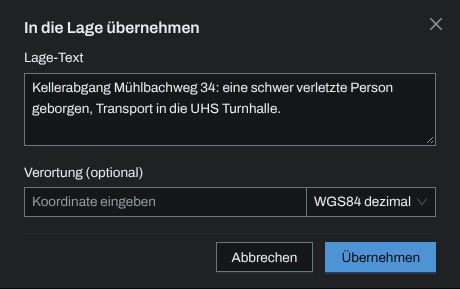 In die Lage übernehmen
Lage-Text
Kellerabgang Mühlbachweg 34: eine schwer verletzte Person
geborgen, Transport in die UHS Turnhalle.
Verortung (optional)
Koordinate eingeben WGS84 dezimal
Abbrechen Übernehmen